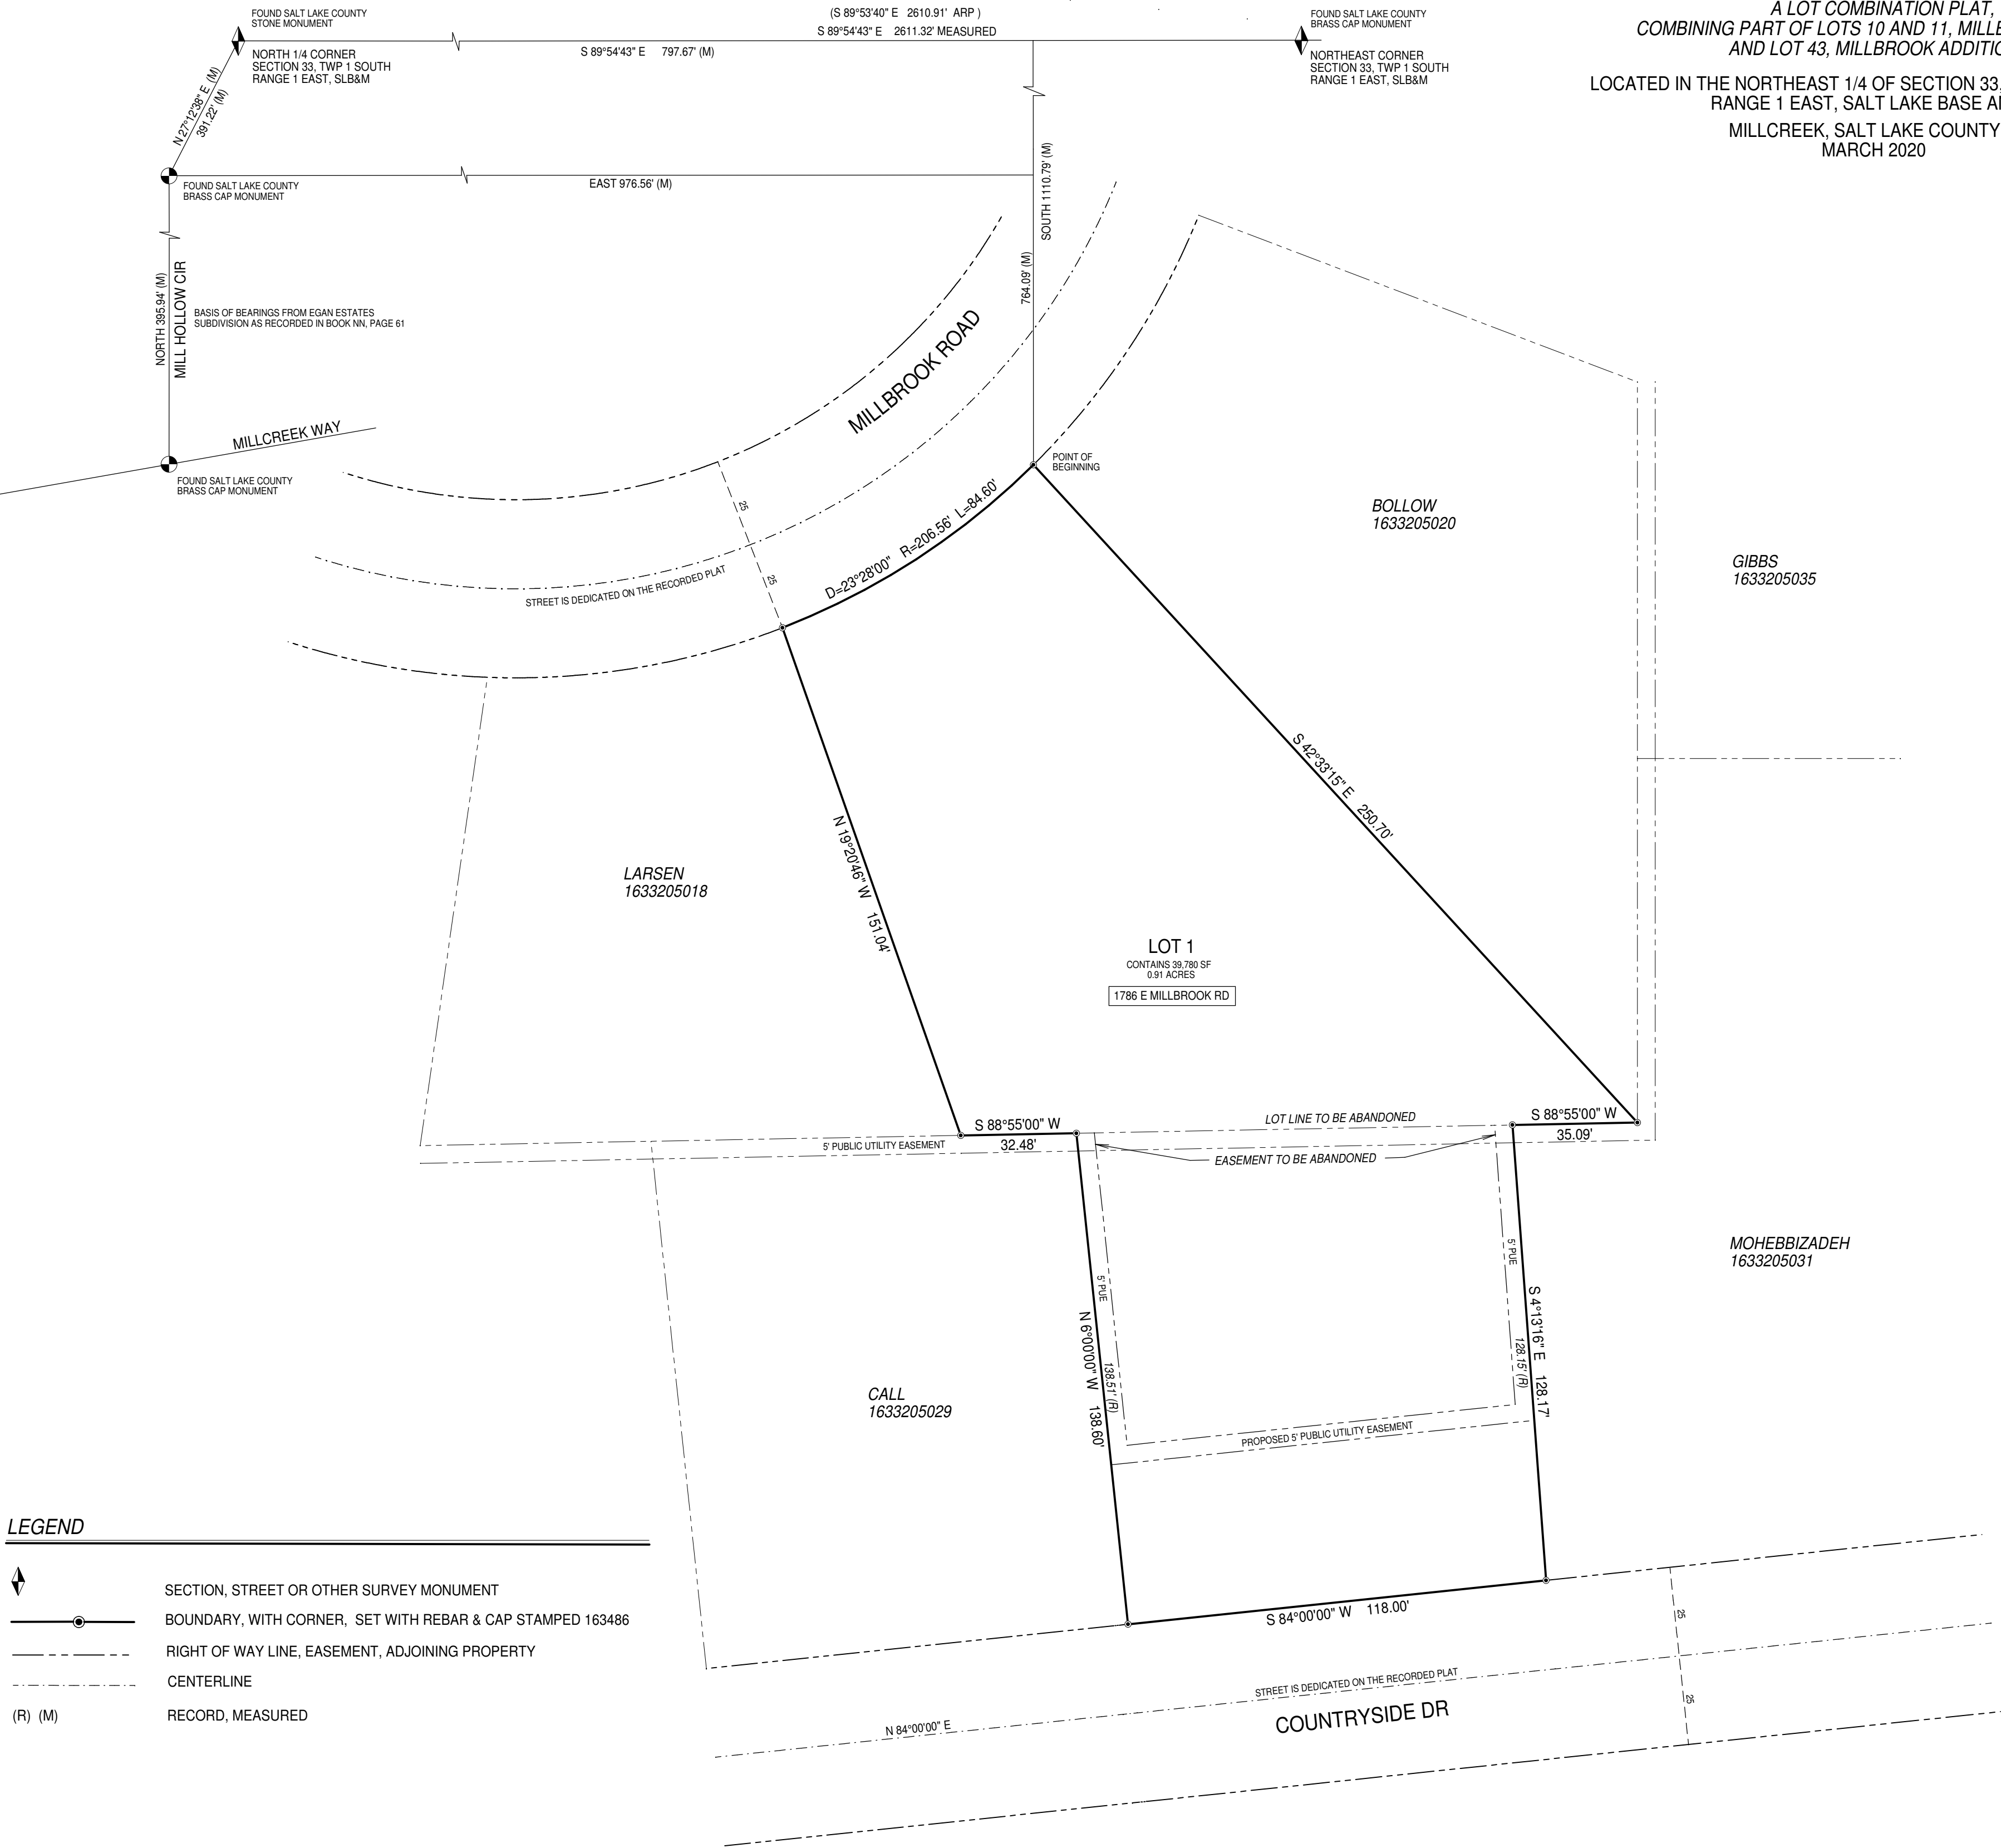 (S 89°53'40" E 2610.91' ARP )
S 89°54'43" E 2611.32' MEASURED
S 89°54'43" E 797.67' (M)
FOUND SALT LAKE COUNTY
STONE MONUMENT
NORTH 1/4 CORNER
SECTION 33, TWP 1 SOUTH
RANGE 1 EAST, SLB&M
FOUND SALT LAKE COUNTY
BRASS CAP MONUMENT
NORTHEAST CORNER
SECTION 33, TWP 1 SOUTH
RANGE 1 EAST, SLB&M
A LOT COMBINATION PLAT,
COMBINING PART OF LOTS 10 AND 11,
AND LOT 43, MILLBROOK
LOCATED IN THE NORTHEAST 1/4 OF SECTION 33,
RANGE 1 EAST, SALT LAKE BASE
MILLCREEK, SALT LAKE COUNTY
MARCH 2020
N 27°12'38" E (M)
391.22' (M)
FOUND SALT LAKE COUNTY
BRASS CAP MONUMENT
EAST 976.56' (M)
SOUTH 1110.79' (M)
764.09' (M)
NORTH 395.94' (M)
MILL HOLLOW CIR
BASIS OF BEARINGS FROM EGAN ESTATES
SUBDIVISION AS RECORDED IN BOOK NN, PAGE 61
MILLCREEK WAY
FOUND SALT LAKE COUNTY
BRASS CAP MONUMENT
MILLBROOK ROAD
POINT OF
BEGINNING
25
25
D=23°28'00" R=206.56' L=84.60'
STREET IS DEDICATED ON THE RECORDED PLAT
BOLLOW
1633205020
GIBBS
1633205035
S 42°33'15" E 250.70'
N 19°20'46" W 151.04'
LARSEN
1633205018
LOT 1
CONTAINS 39,780 SF
0.91 ACRES
1786 E MILLBROOK RD
S 88°55'00" W
32.48'
5' PUBLIC UTILITY EASEMENT
LOT LINE TO BE ABANDONED
EASEMENT TO BE ABANDONED
S 88°55'00" W
35.09'
5' PUE
5' PUE
N 6°00'00" W 138.60'
138.51' (R)
S 4°13'16" E 128.17'
128.15' (R)
MOHEBBIZADEH
1633205031
CALL
1633205029
PROPOSED 5' PUBLIC UTILITY EASEMENT
S 84°00'00" W 118.00'
25
25
STREET IS DEDICATED ON THE RECORDED PLAT
N 84°00'00" E
COUNTRYSIDE DR
LEGEND
SECTION, STREET OR OTHER SURVEY MONUMENT
BOUNDARY, WITH CORNER, SET WITH REBAR & CAP STAMPED 163486
RIGHT OF WAY LINE, EASEMENT, ADJOINING PROPERTY
CENTERLINE
(R) (M) RECORD, MEASURED